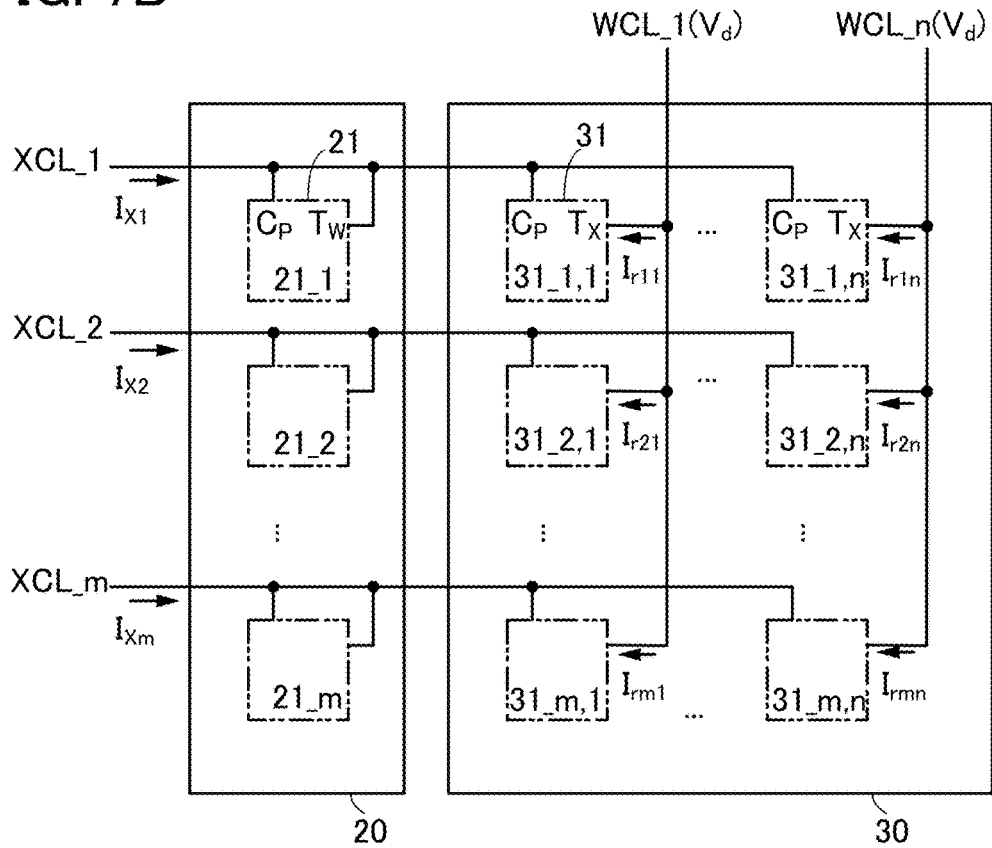 WCL_1(Vd) WCL_n(Vd)
XCL_1 21 31
IX1 CP TW CP TX ... CP TX
21_1 31_1,1 Ir11 31_1,n Ir1n
XCL_2
IX2 ...
21_2 31_2,1 Ir21 31_2,n Ir2n
⋮ ⋮ ⋮
XCL_m
IXm
21_m 31_m,1 Irm1 ... 31_m,n Irmn
20 30